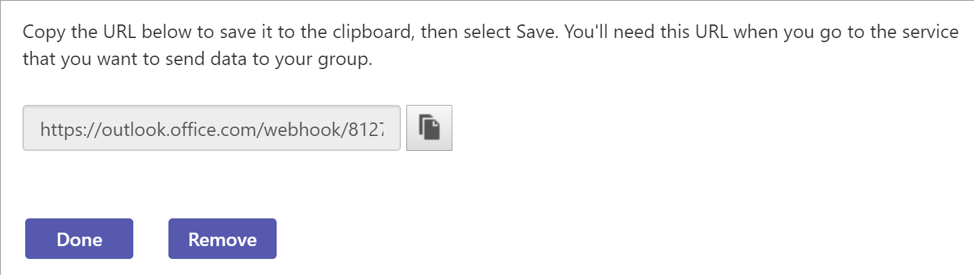 Copy the URL below to save it to the clipboard, then select Save. You'll need this URL when you go to the service
that you want to send data to your group.
https://outlook.office.com/webhook/8127
Done Remove